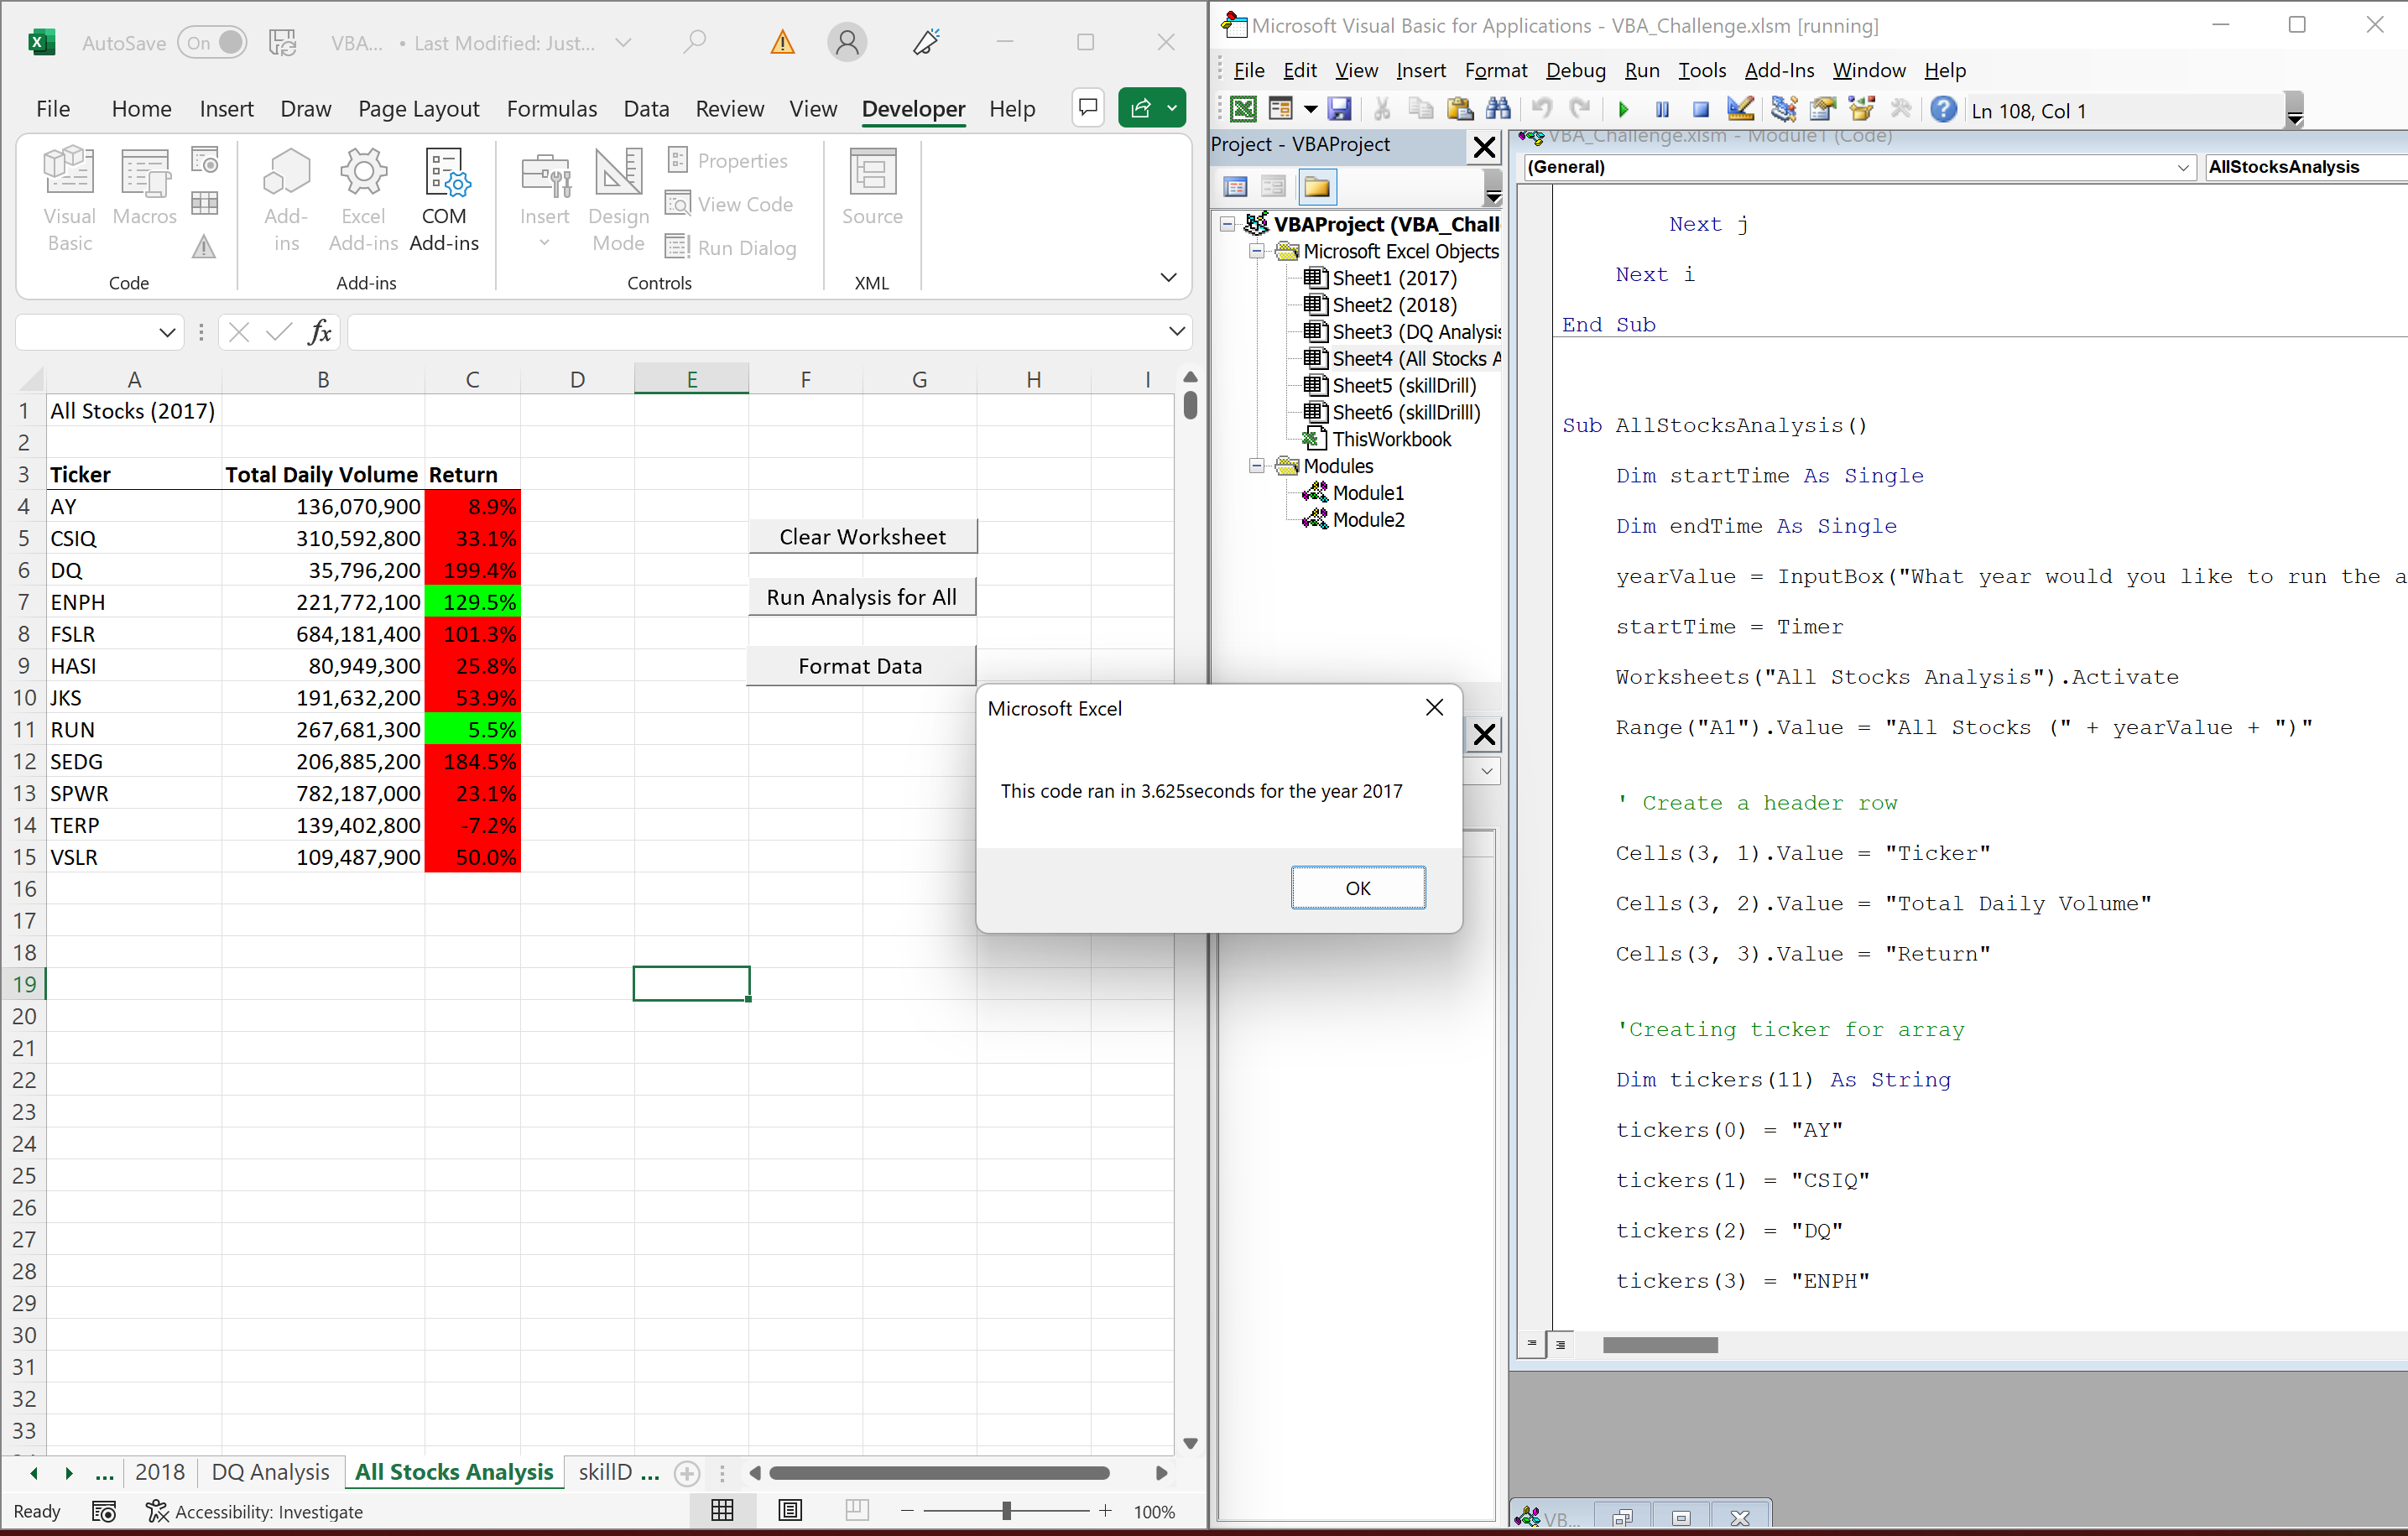 AutoSave On VBA... • Last Modified: Just...
File Home Insert Draw Page Layout Formulas Data Review View Developer Help
Visual Basic
Macros
Add-ins
Excel Add-ins
COM Add-ins
Insert
Design Mode
Properties
View Code
Run Dialog
Source
Code Add-ins Controls XML
fx
A B C D E F G H I
1 All Stocks (2017)
2
3 Ticker Total Daily Volume Return
4 AY 136,070,900 8.9%
5 CSIQ 310,592,800 33.1%
6 DQ 35,796,200 199.4%
7 ENPH 221,772,100 129.5%
8 FSLR 684,181,400 101.3%
9 HASI 80,949,300 25.8%
10 JKS 191,632,200 53.9%
11 RUN 267,681,300 5.5%
12 SEDG 206,885,200 184.5%
13 SPWR 782,187,000 23.1%
14 TERP 139,402,800 -7.2%
15 VSLR 109,487,900 50.0%
16
17
18
19
20
21
22
23
24
25
26
27
28
29
30
31
32
33
Clear Worksheet
Run Analysis for All
Format Data
... 2018 DQ Analysis All Stocks Analysis skillD ...
Ready Accessibility: Investigate 100%
Microsoft Excel
This code ran in 3.625seconds for the year 2017
OK
Microsoft Visual Basic for Applications - VBA_Challenge.xlsm [running]
File Edit View Insert Format Debug Run Tools Add-Ins Window Help
Ln 108, Col 1
Project - VBAProject
VBAProject (VBA_Chall
Microsoft Excel Objects
Sheet1 (2017)
Sheet2 (2018)
Sheet3 (DQ Analysis
Sheet4 (All Stocks A
Sheet5 (skillDrill)
Sheet6 (skillDrilll)
ThisWorkbook
Modules
Module1
Module2
VBA_Challenge.xlsm - Module1 (Code)
(General) AllStocksAnalysis
Next j
Next i
End Sub
Sub AllStocksAnalysis()
Dim startTime As Single
Dim endTime As Single
yearValue = InputBox("What year would you like to run the a
startTime = Timer
Worksheets("All Stocks Analysis").Activate
Range("A1").Value = "All Stocks (" + yearValue + ")"
' Create a header row
Cells(3, 1).Value = "Ticker"
Cells(3, 2).Value = "Total Daily Volume"
Cells(3, 3).Value = "Return"
'Creating ticker for array
Dim tickers(11) As String
tickers(0) = "AY"
tickers(1) = "CSIQ"
tickers(2) = "DQ"
tickers(3) = "ENPH"
VB...